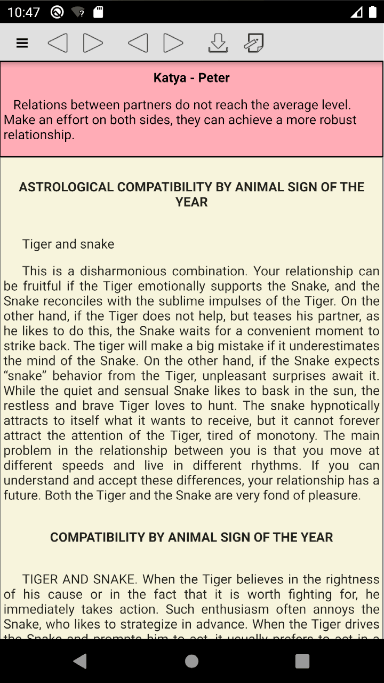 10:47
Katya - Peter
Relations between partners do not reach the average level.
Make an effort on both sides, they can achieve a more robust
relationship.
ASTROLOGICAL COMPATIBILITY BY ANIMAL SIGN OF THE
YEAR
Tiger and snake
This is a disharmonious combination. Your relationship can
be fruitful if the Tiger emotionally supports the Snake, and the
Snake reconciles with the sublime impulses of the Tiger. On the
other hand, if the Tiger does not help, but teases his partner, as
he likes to do this, the Snake waits for a convenient moment to
strike back. The tiger will make a big mistake if it underestimates
the mind of the Snake. On the other hand, if the Snake expects
“snake” behavior from the Tiger, unpleasant surprises await it.
While the quiet and sensual Snake likes to bask in the sun, the
restless and brave Tiger loves to hunt. The snake hypnotically
attracts to itself what it wants to receive, but it cannot forever
attract the attention of the Tiger, tired of monotony. The main
problem in the relationship between you is that you move at
different speeds and live in different rhythms. If you can
understand and accept these differences, your relationship has a
future. Both the Tiger and the Snake are very fond of pleasure.
COMPATIBILITY BY ANIMAL SIGN OF THE YEAR
TIGER AND SNAKE. When the Tiger believes in the rightness
of his cause or in the fact that it is worth fighting for, he
immediately takes action. Such enthusiasm often annoys the
Snake, who likes to strategize in advance. When the Tiger drives
the Snake and prompts him to act, it usually prefers to act in a